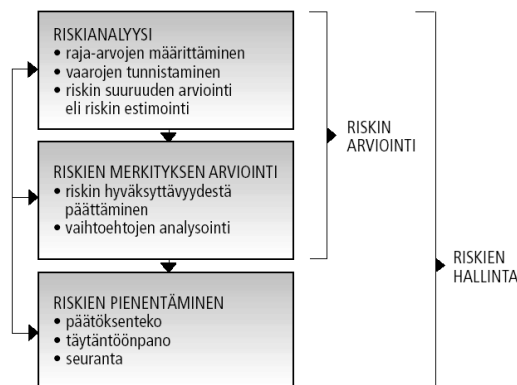 RISKIANALYYSI
• raja-arvojen määrittäminen
• vaarojen tunnistaminen
• riskin suuruuden arviointi
eli riskin estimointi
RISKIEN MERKITYKSEN ARVIOINTI
• riskin hyväksyttävyydestä
päättäminen
• vaihtoehtojen analysointi
RISKIEN PIENENTÄMINEN
• päätöksenteko
• täytäntöönpano
• seuranta
RISKIN
ARVIOINTI
RISKIEN
HALLINTA